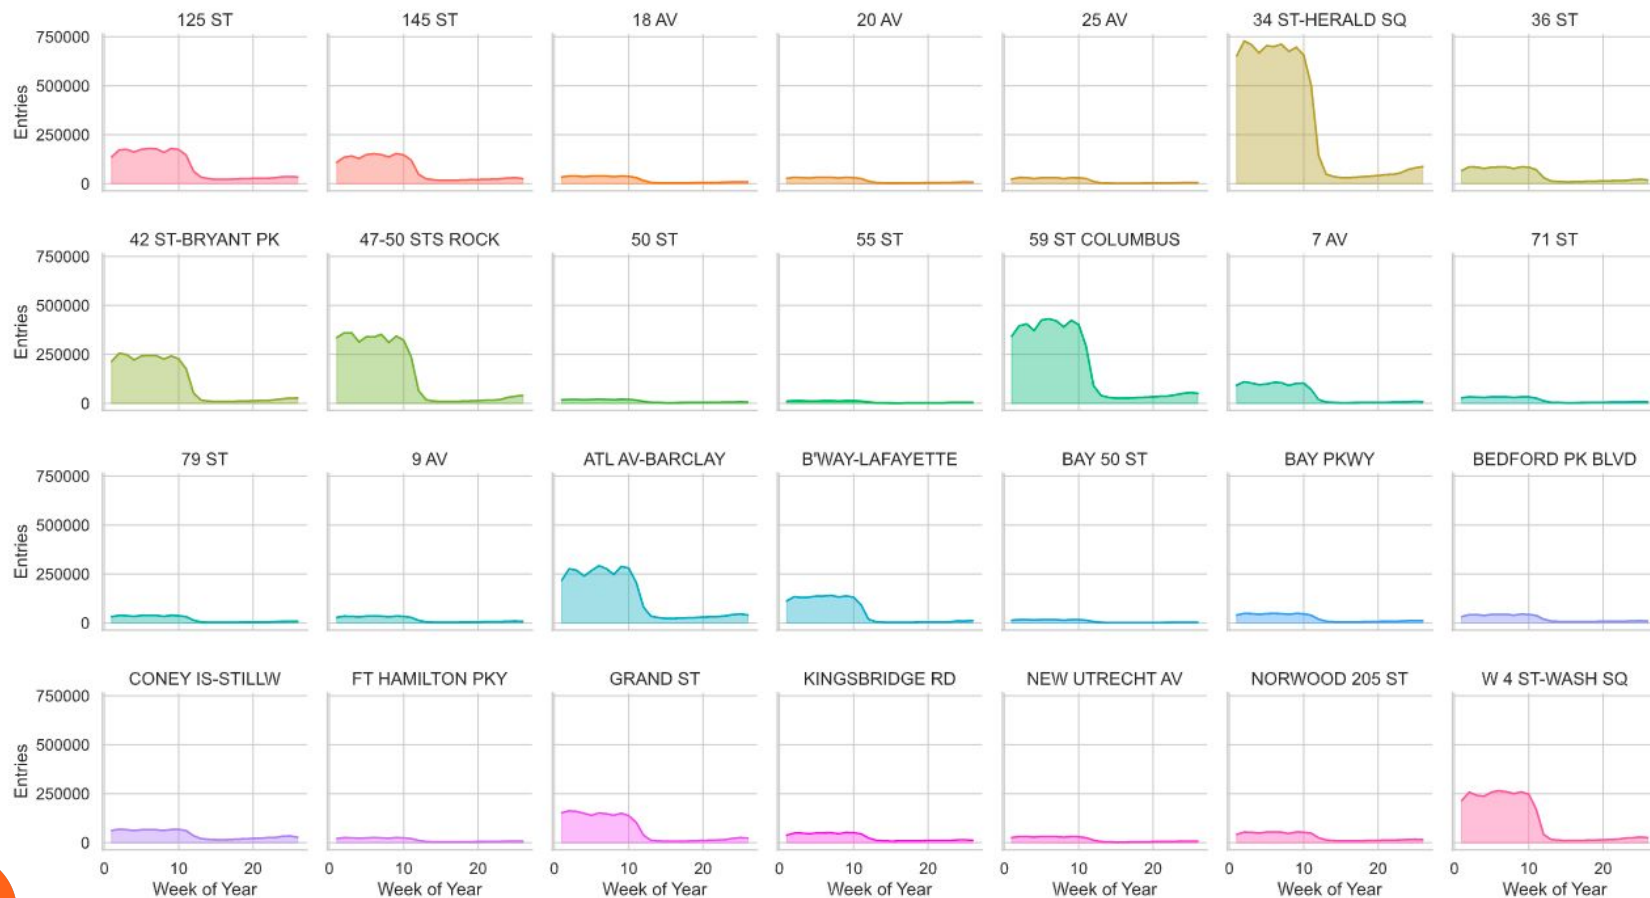 125 ST 145 ST 18 AV 20 AV 25 AV 34 ST-HERALD SQ 36 ST
750000
500000
250000
0
Entries
42 ST-BRYANT PK 47-50 STS ROCK 50 ST 55 ST 59 ST COLUMBUS 7 AV 71 ST
750000
500000
250000
0
Entries
79 ST 9 AV ATL AV-BARCLAY B'WAY-LAFAYETTE BAY 50 ST BAY PKWY BEDFORD PK BLVD
750000
500000
250000
0
Entries
CONEY IS-STILLW FT HAMILTON PKY GRAND ST KINGSBRIDGE RD NEW UTRECHT AV NORWOOD 205 ST W 4 ST-WASH SQ
750000
500000
250000
0
Entries
0 10 20 0 10 20 0 10 20 0 10 20 0 10 20 0 10 20 0 10 20
Week of Year Week of Year Week of Year Week of Year Week of Year Week of Year Week of Year